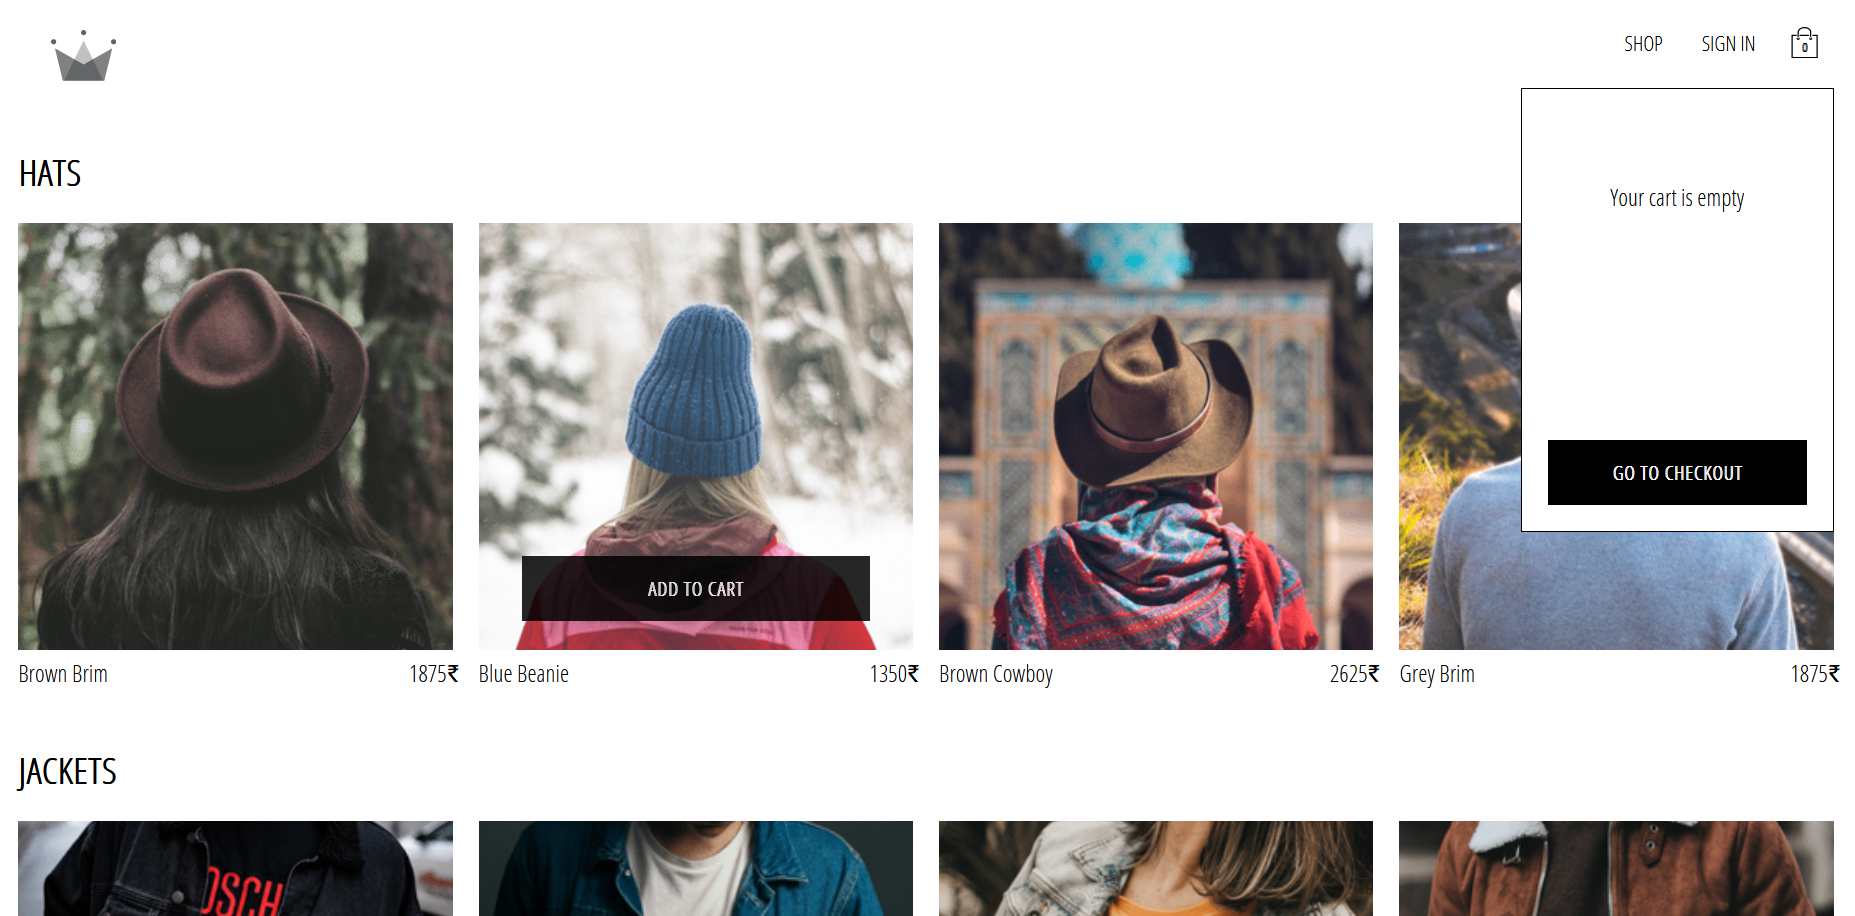 SHOP
SIGN IN
0
Your cart is empty
GO TO CHECKOUT
HATS
ADD TO CART
Brown Brim 1875₹
Blue Beanie 1350₹
Brown Cowboy 2625₹
Grey Brim 1875₹
JACKETS
OSCH